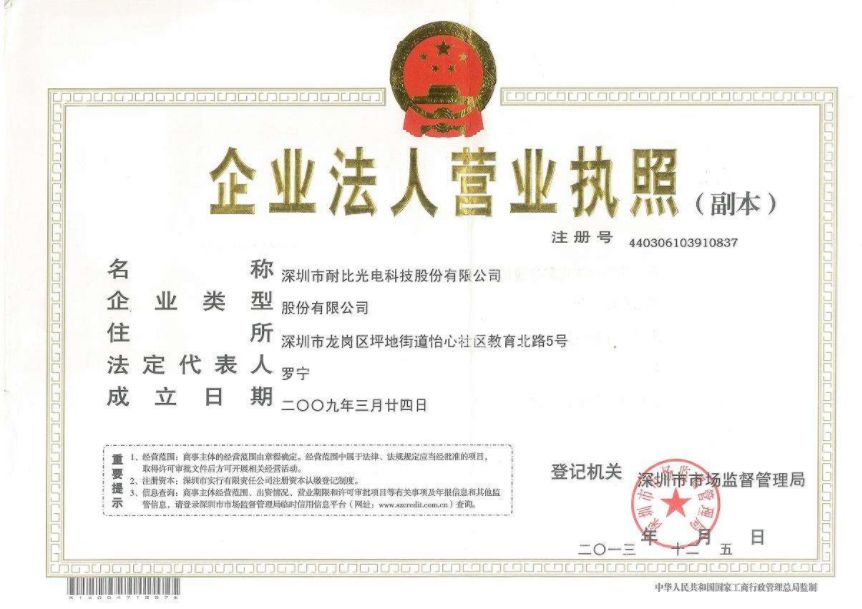 企业法人营业执照（副本）
注册号 440306103910837
名称 深圳市耐比光电科技股份有限公司
企业类型 股份有限公司
住所 深圳市龙岗区坪地街道怡心社区教育北路5号
法定代表人 罗宁
成立日期 二〇〇九年三月廿四日
重要提示
1、经营范围：商事主体的经营范围由章程确定。经营范围中属于法律、法规规定应当经批准的项目，
取得许可审批文件后方可开展相关经营活动。
2、注册资本：深圳市实行有限责任公司注册资本认缴登记制度。
3、信息查询：商事主体经营范围、出资情况、营业期限和许可审批项目等有关事项及年报信息和其他监
管信息，请登录深圳市市场监督管理局临时信用信息平台（网址：www.szcredit.com.cn）查询。
登记机关 深圳市市场监督管理局
二〇一三年十二月五日
中华人民共和国国家工商行政管理总局监制